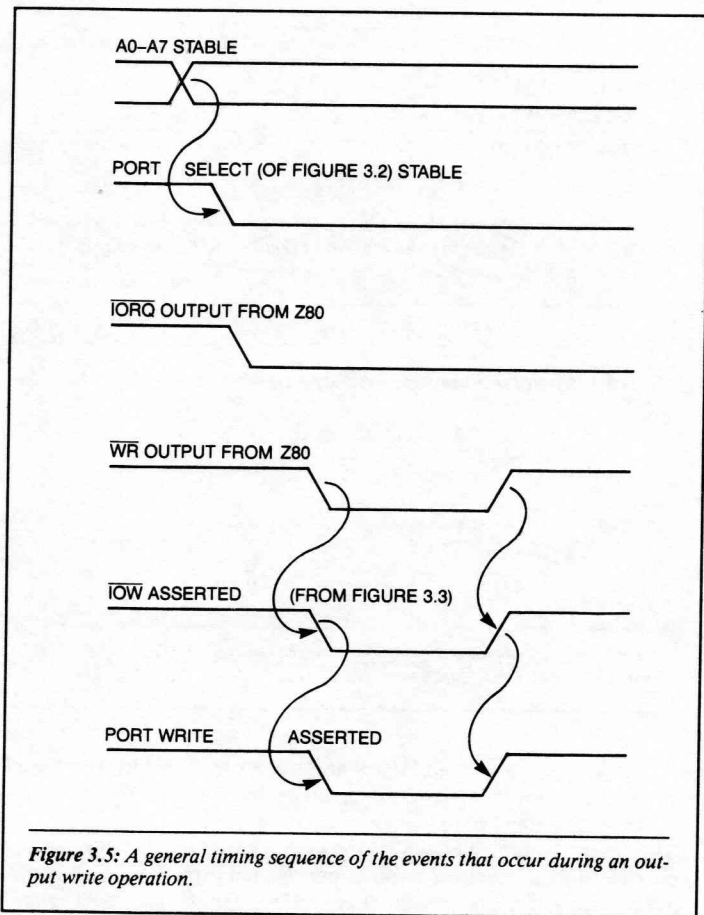 A0–A7 STABLE
PORT SELECT (OF FIGURE 3.2) STABLE
IORQ OUTPUT FROM Z80
WR OUTPUT FROM Z80
IOW ASSERTED (FROM FIGURE 3.3)
PORT WRITE ASSERTED
Figure 3.5: A general timing sequence of the events that occur during an out-
put write operation.